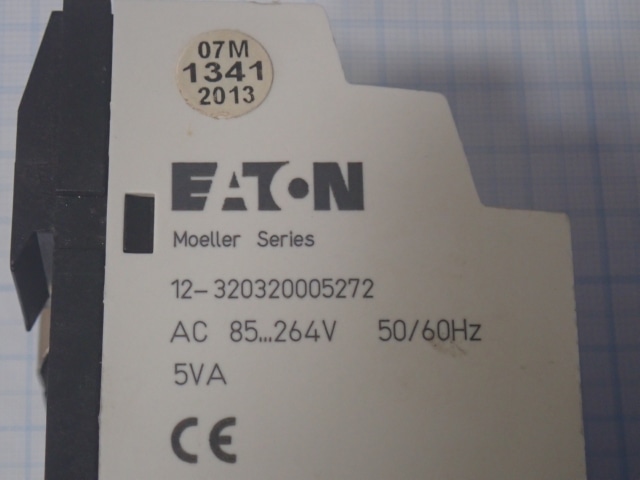 07M
1341
2013
EATON
Moeller Series
12-320320005272
AC 85...264V 50/60Hz
5VA
CE